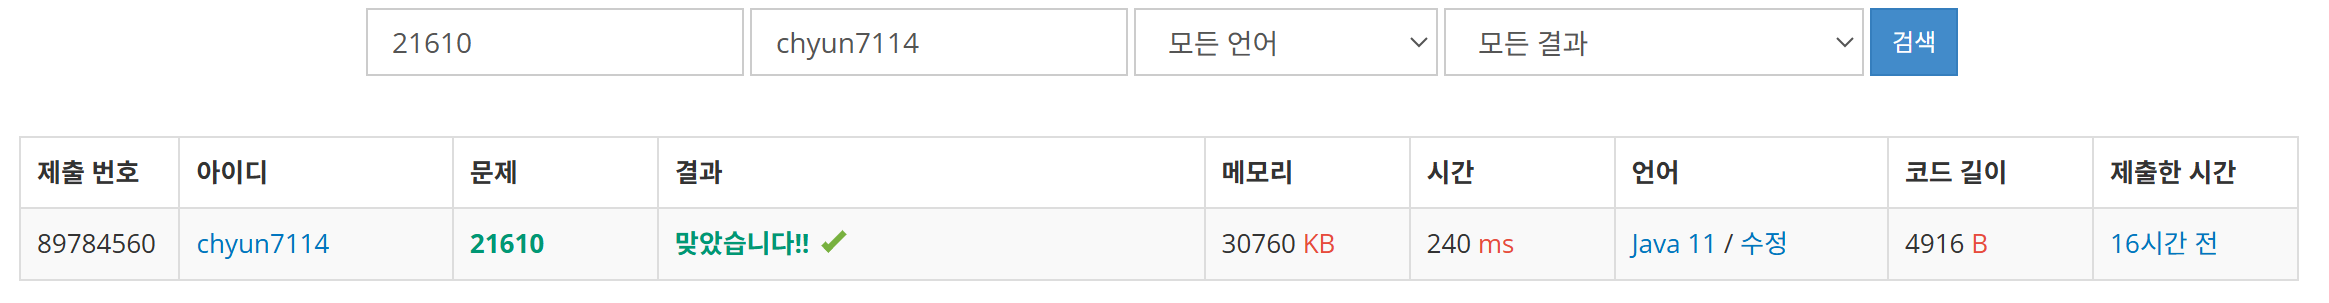 21610 chyun7114 모든 언어 모든 결과 검색
제출 번호 아이디 문제 결과 메모리 시간 언어 코드 길이 제출한 시간
89784560 chyun7114 21610 맞았습니다!! 30760 KB 240 ms Java 11 / 수정 4916 B 16시간 전